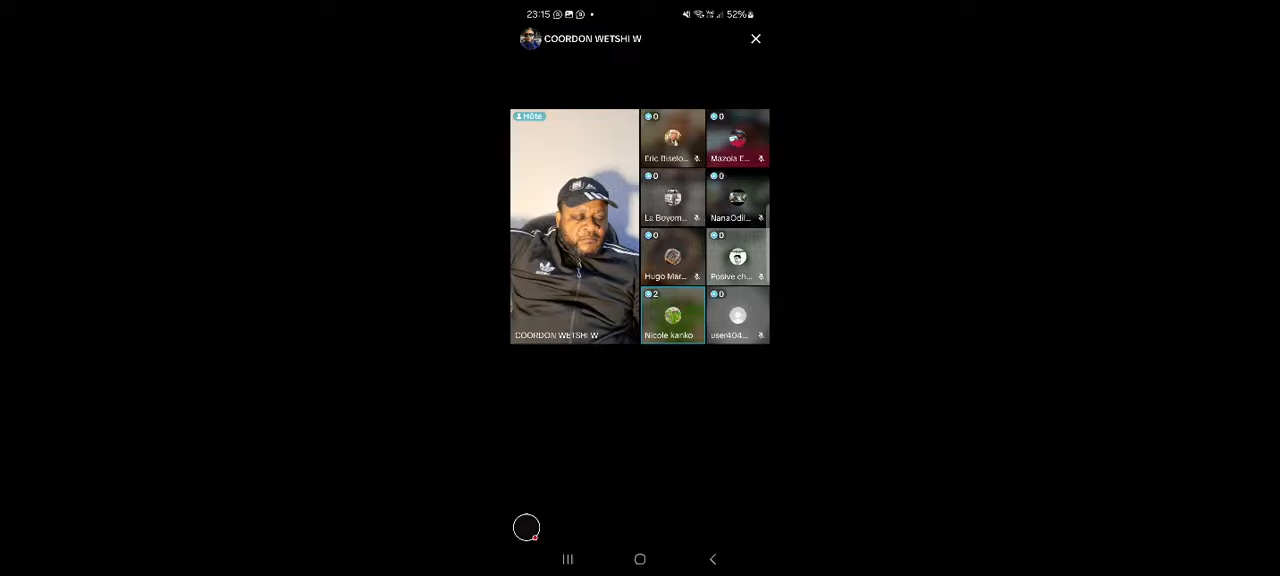 23:15
52%
COORDON WETSHI W
Hôte
COORDON WETSHI W
0
Eric Biselo...
0
Mazola E...
0
La Boyom...
0
NanaOdil...
0
Hugo Mar...
0
Posive ch...
2
Nicole kanko
0
user404...